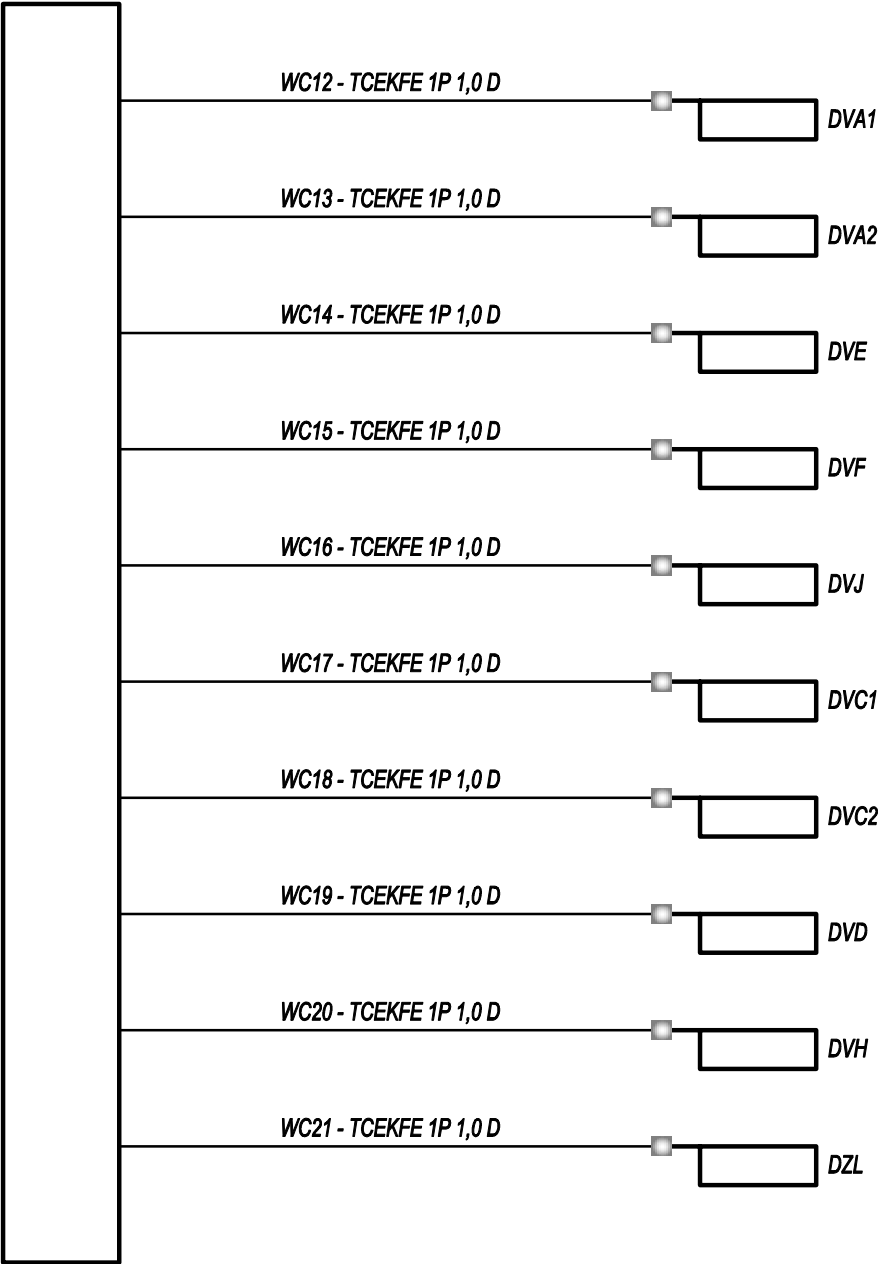 WC12 - TCEKFE 1P 1,0 D
DVA1
WC13 - TCEKFE 1P 1,0 D
DVA2
WC14 - TCEKFE 1P 1,0 D
DVE
WC15 - TCEKFE 1P 1,0 D
DVF
WC16 - TCEKFE 1P 1,0 D
DVJ
WC17 - TCEKFE 1P 1,0 D
DVC1
WC18 - TCEKFE 1P 1,0 D
DVC2
WC19 - TCEKFE 1P 1,0 D
DVD
WC20 - TCEKFE 1P 1,0 D
DVH
WC21 - TCEKFE 1P 1,0 D
DZL